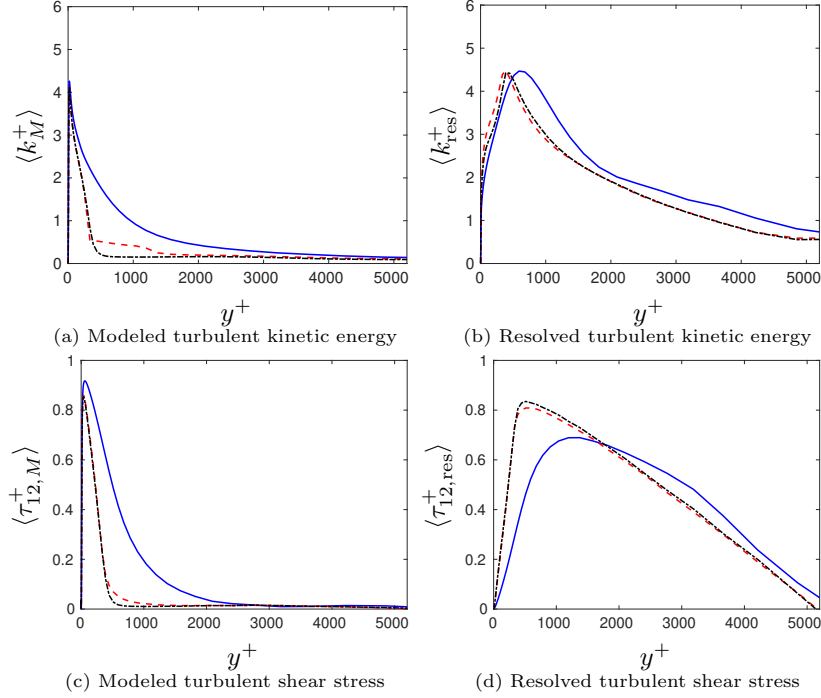 6
5
4
3
2
1
0
0 1000 2000 3000 4000 5000
⟨k_M^+⟩
y^+
(a) Modeled turbulent kinetic energy
6
5
4
3
2
1
0
0 1000 2000 3000 4000 5000
⟨k_res^+⟩
y^+
(b) Resolved turbulent kinetic energy
1
0.8
0.6
0.4
0.2
0
0 1000 2000 3000 4000 5000
⟨τ_{12,M}^+⟩
y^+
(c) Modeled turbulent shear stress
1
0.8
0.6
0.4
0.2
0
0 1000 2000 3000 4000 5000
⟨τ_{12,res}^+⟩
y^+
(d) Resolved turbulent shear stress